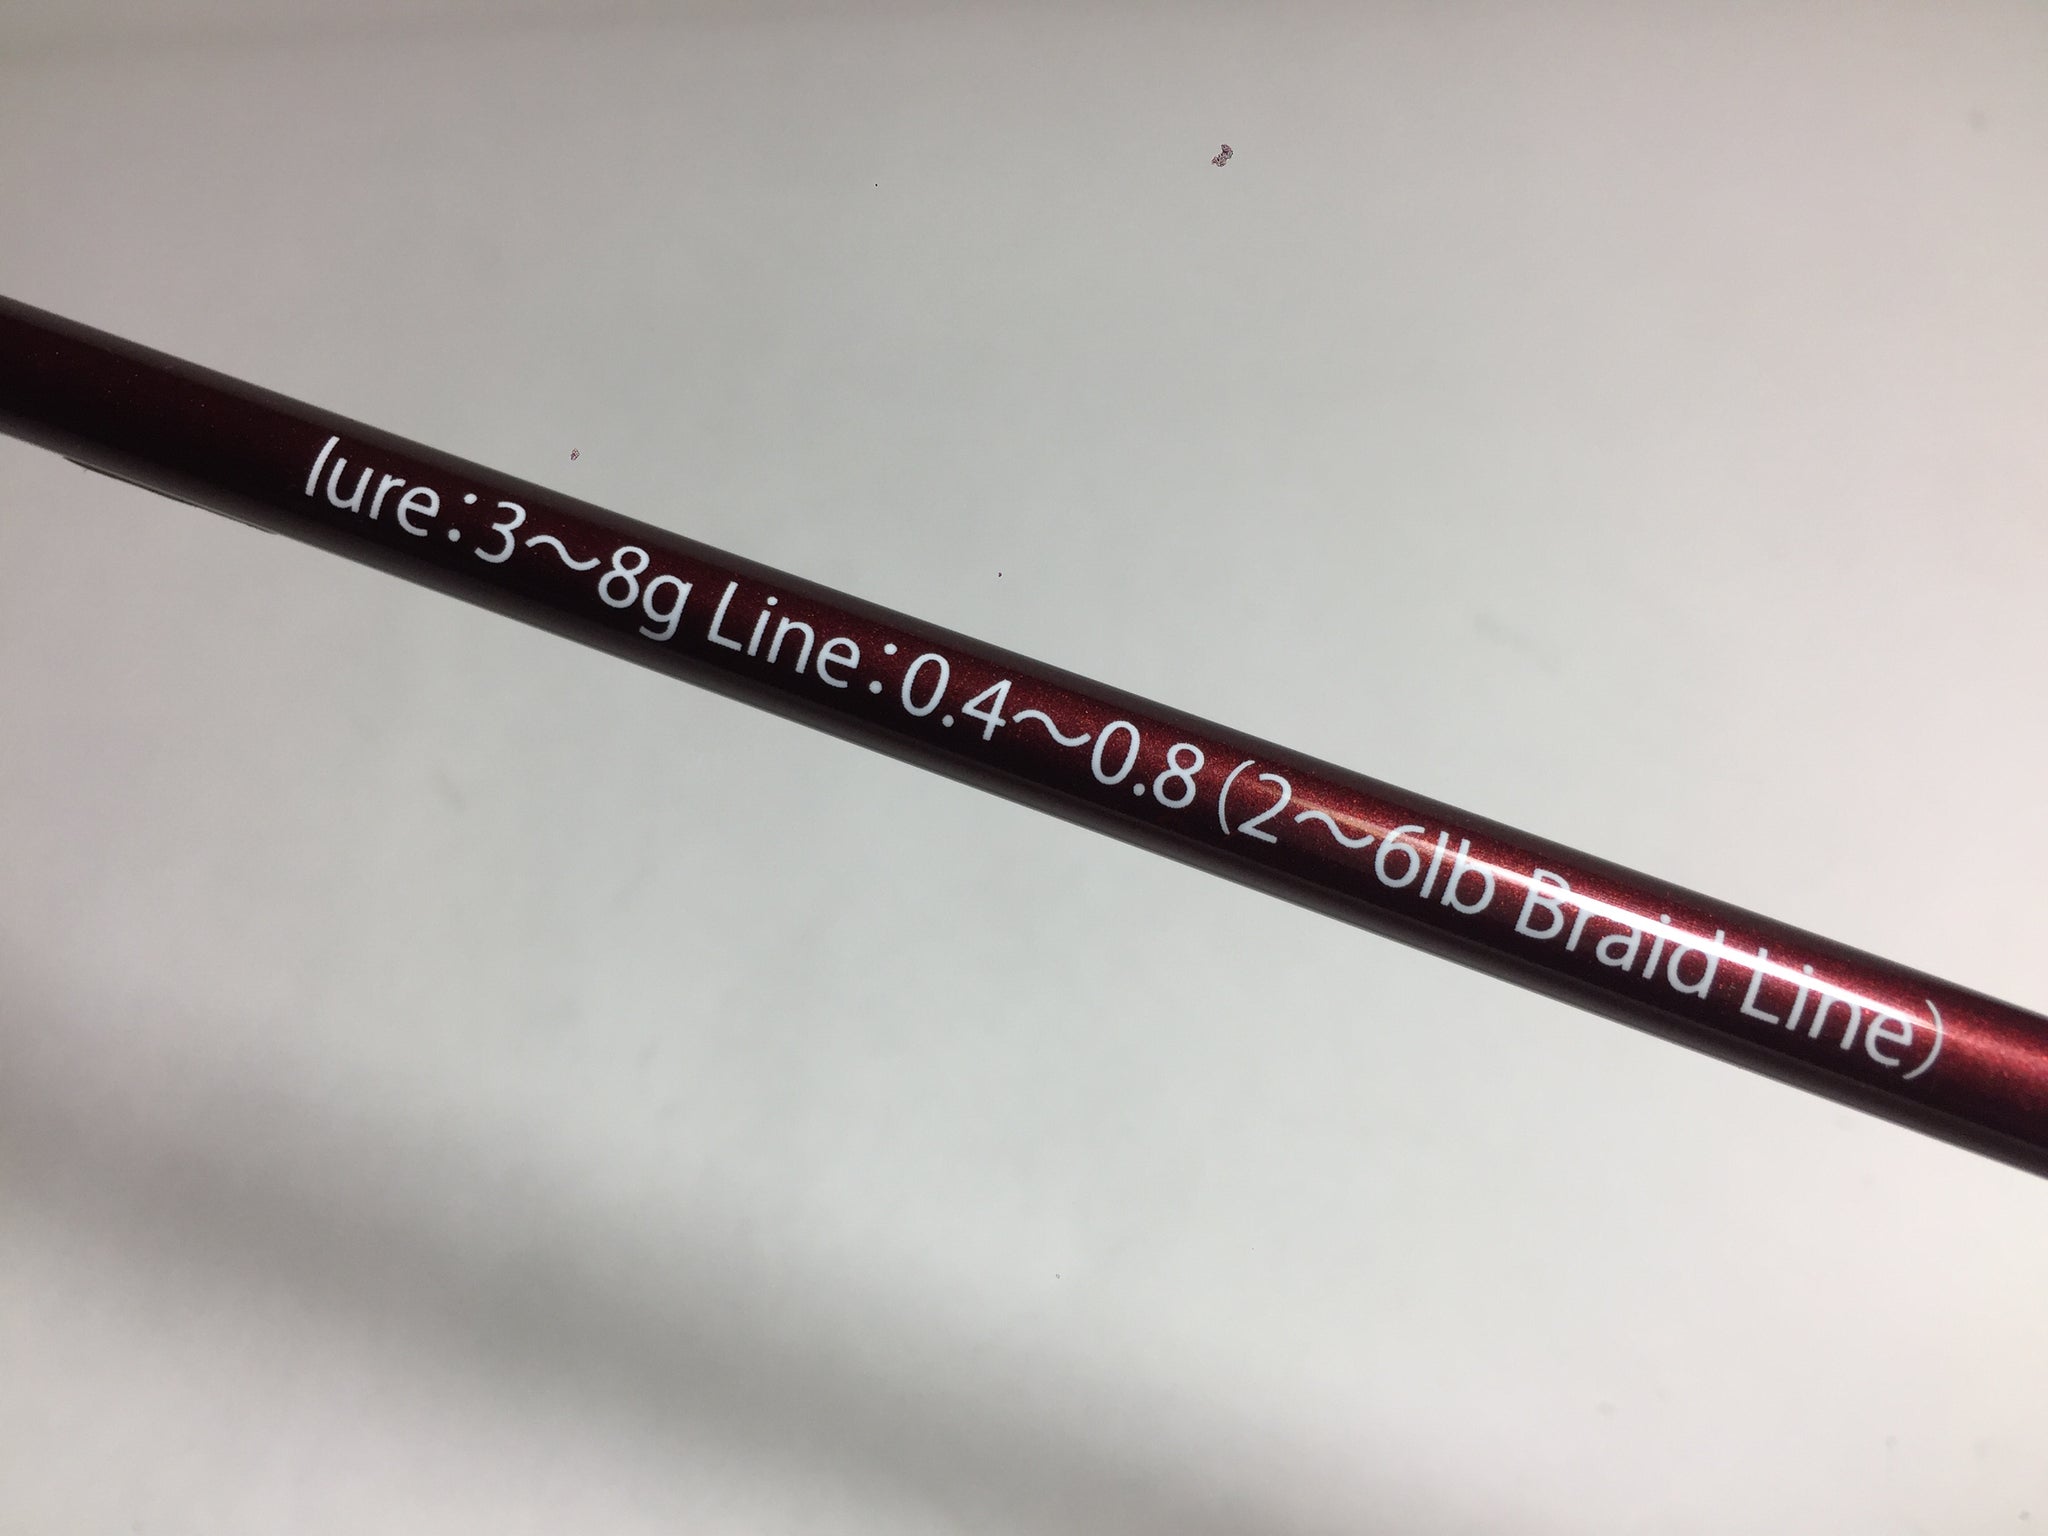 lure：3〜8g Line：0.4〜0.8(2〜6lb Braid Line)